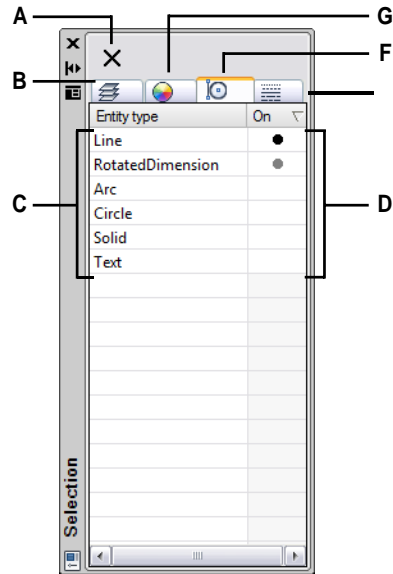 A
G
F
B
Entity type On
Line
RotatedDimension
Arc
C
D
Circle
Solid
Text
Selection